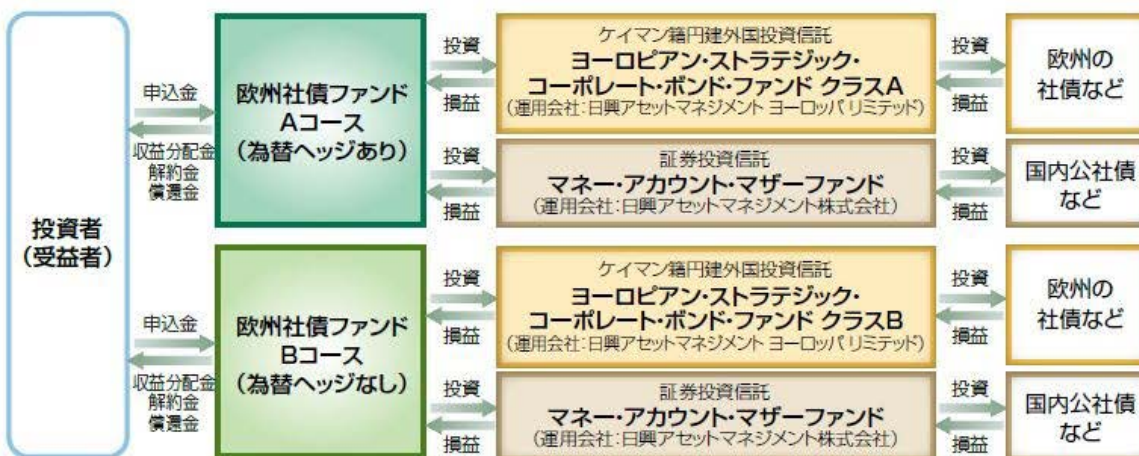 投資者
(受益者)
申込金
収益分配金
解約金
償還金
欧州社債ファンド
Aコース
(為替ヘッジあり)
投資
損益
ケイマン籍円建外国投資信託
ヨーロピアン・ストラテジック・
コーポレート・ボンド・ファンド クラスA
(運用会社:日興アセットマネジメント ヨーロッパ リミテッド)
投資
損益
欧州の
社債など
投資
損益
証券投資信託
マネー・アカウント・マザーファンド
(運用会社:日興アセットマネジメント株式会社)
投資
損益
国内公社債
など
申込金
収益分配金
解約金
償還金
欧州社債ファンド
Bコース
(為替ヘッジなし)
投資
損益
ケイマン籍円建外国投資信託
ヨーロピアン・ストラテジック・
コーポレート・ボンド・ファンド クラスB
(運用会社:日興アセットマネジメント ヨーロッパ リミテッド)
投資
損益
欧州の
社債など
投資
損益
証券投資信託
マネー・アカウント・マザーファンド
(運用会社:日興アセットマネジメント株式会社)
投資
損益
国内公社債
など